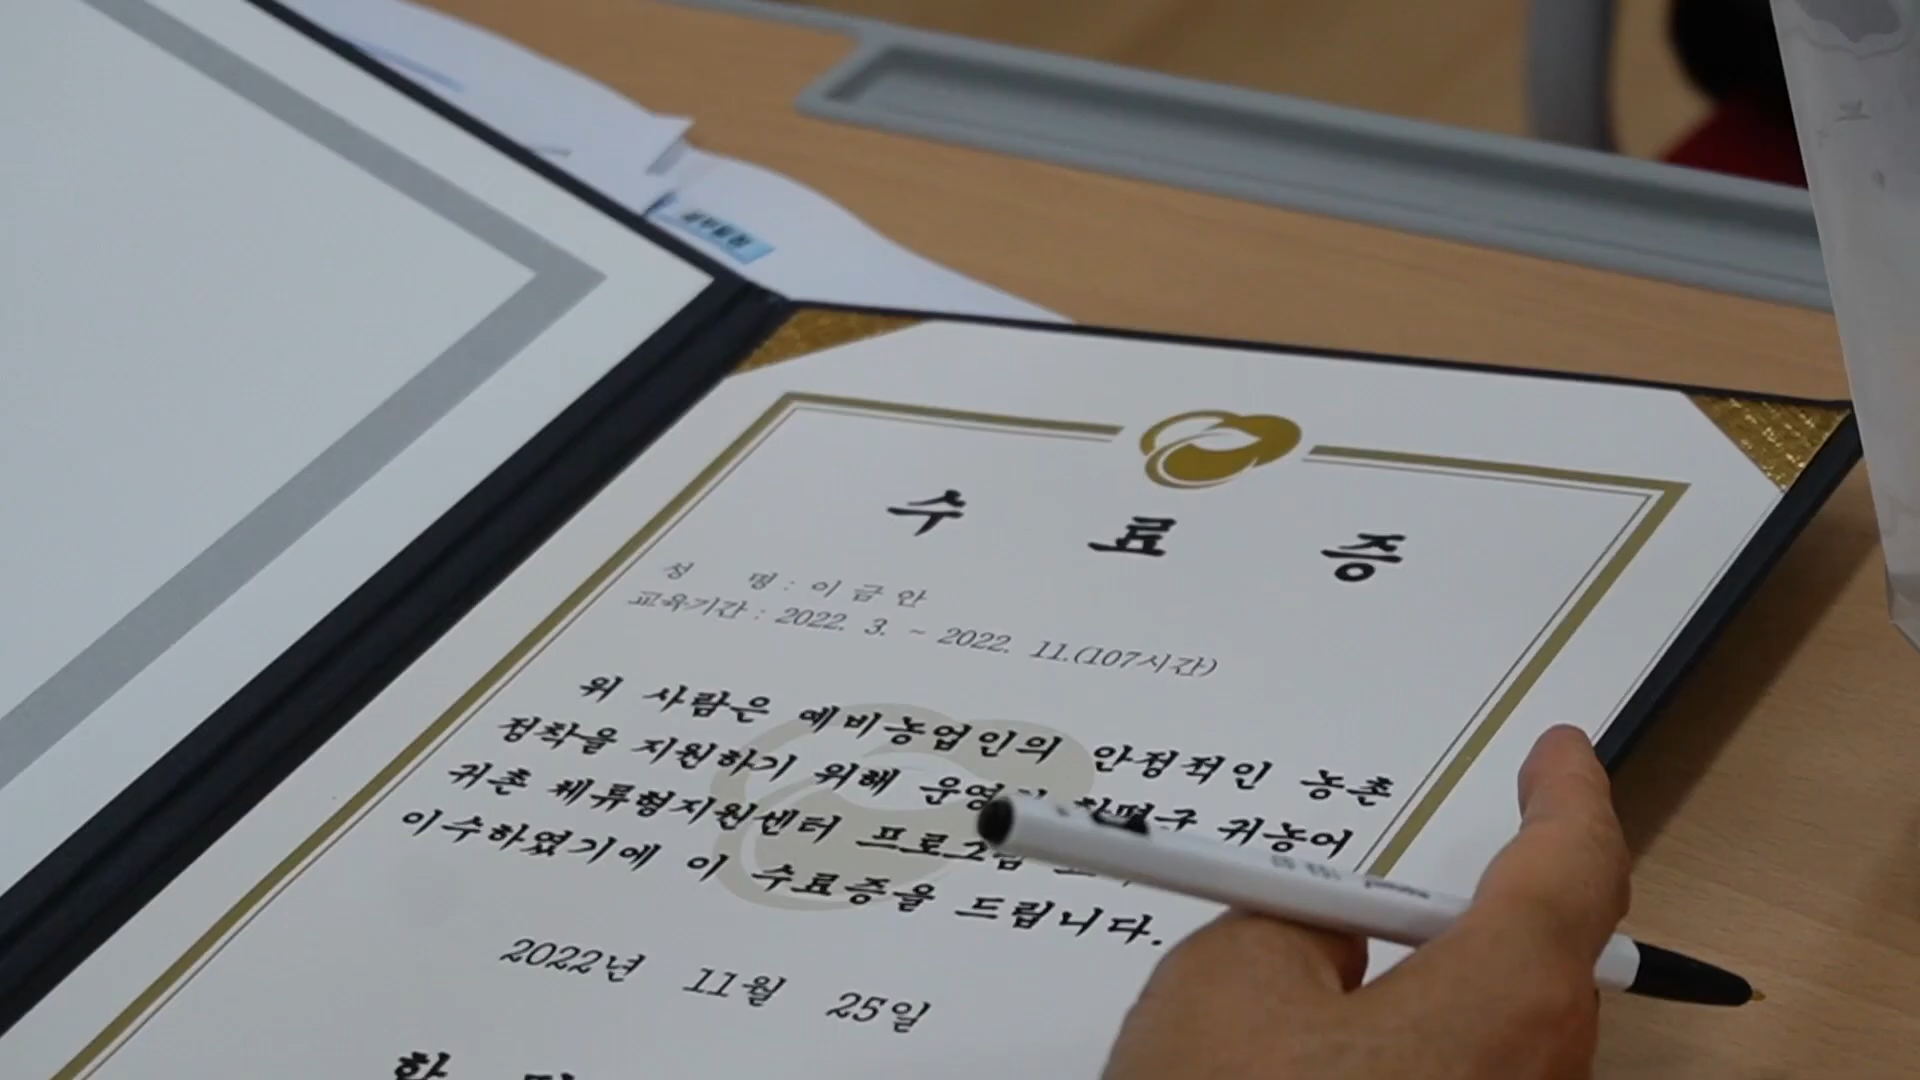 수 료 증
성 명 : 이 금 안
교육기간 : 2022. 3. ~ 2022. 11.(107시간)
위 사람은 예비농업인의 안정적인 농촌
정착을 지원하기 위해 귀농어
귀촌 체류형지원센터 프로그램
이수하였기에 이 수료증을 드립니다.
2022년 11월 25일